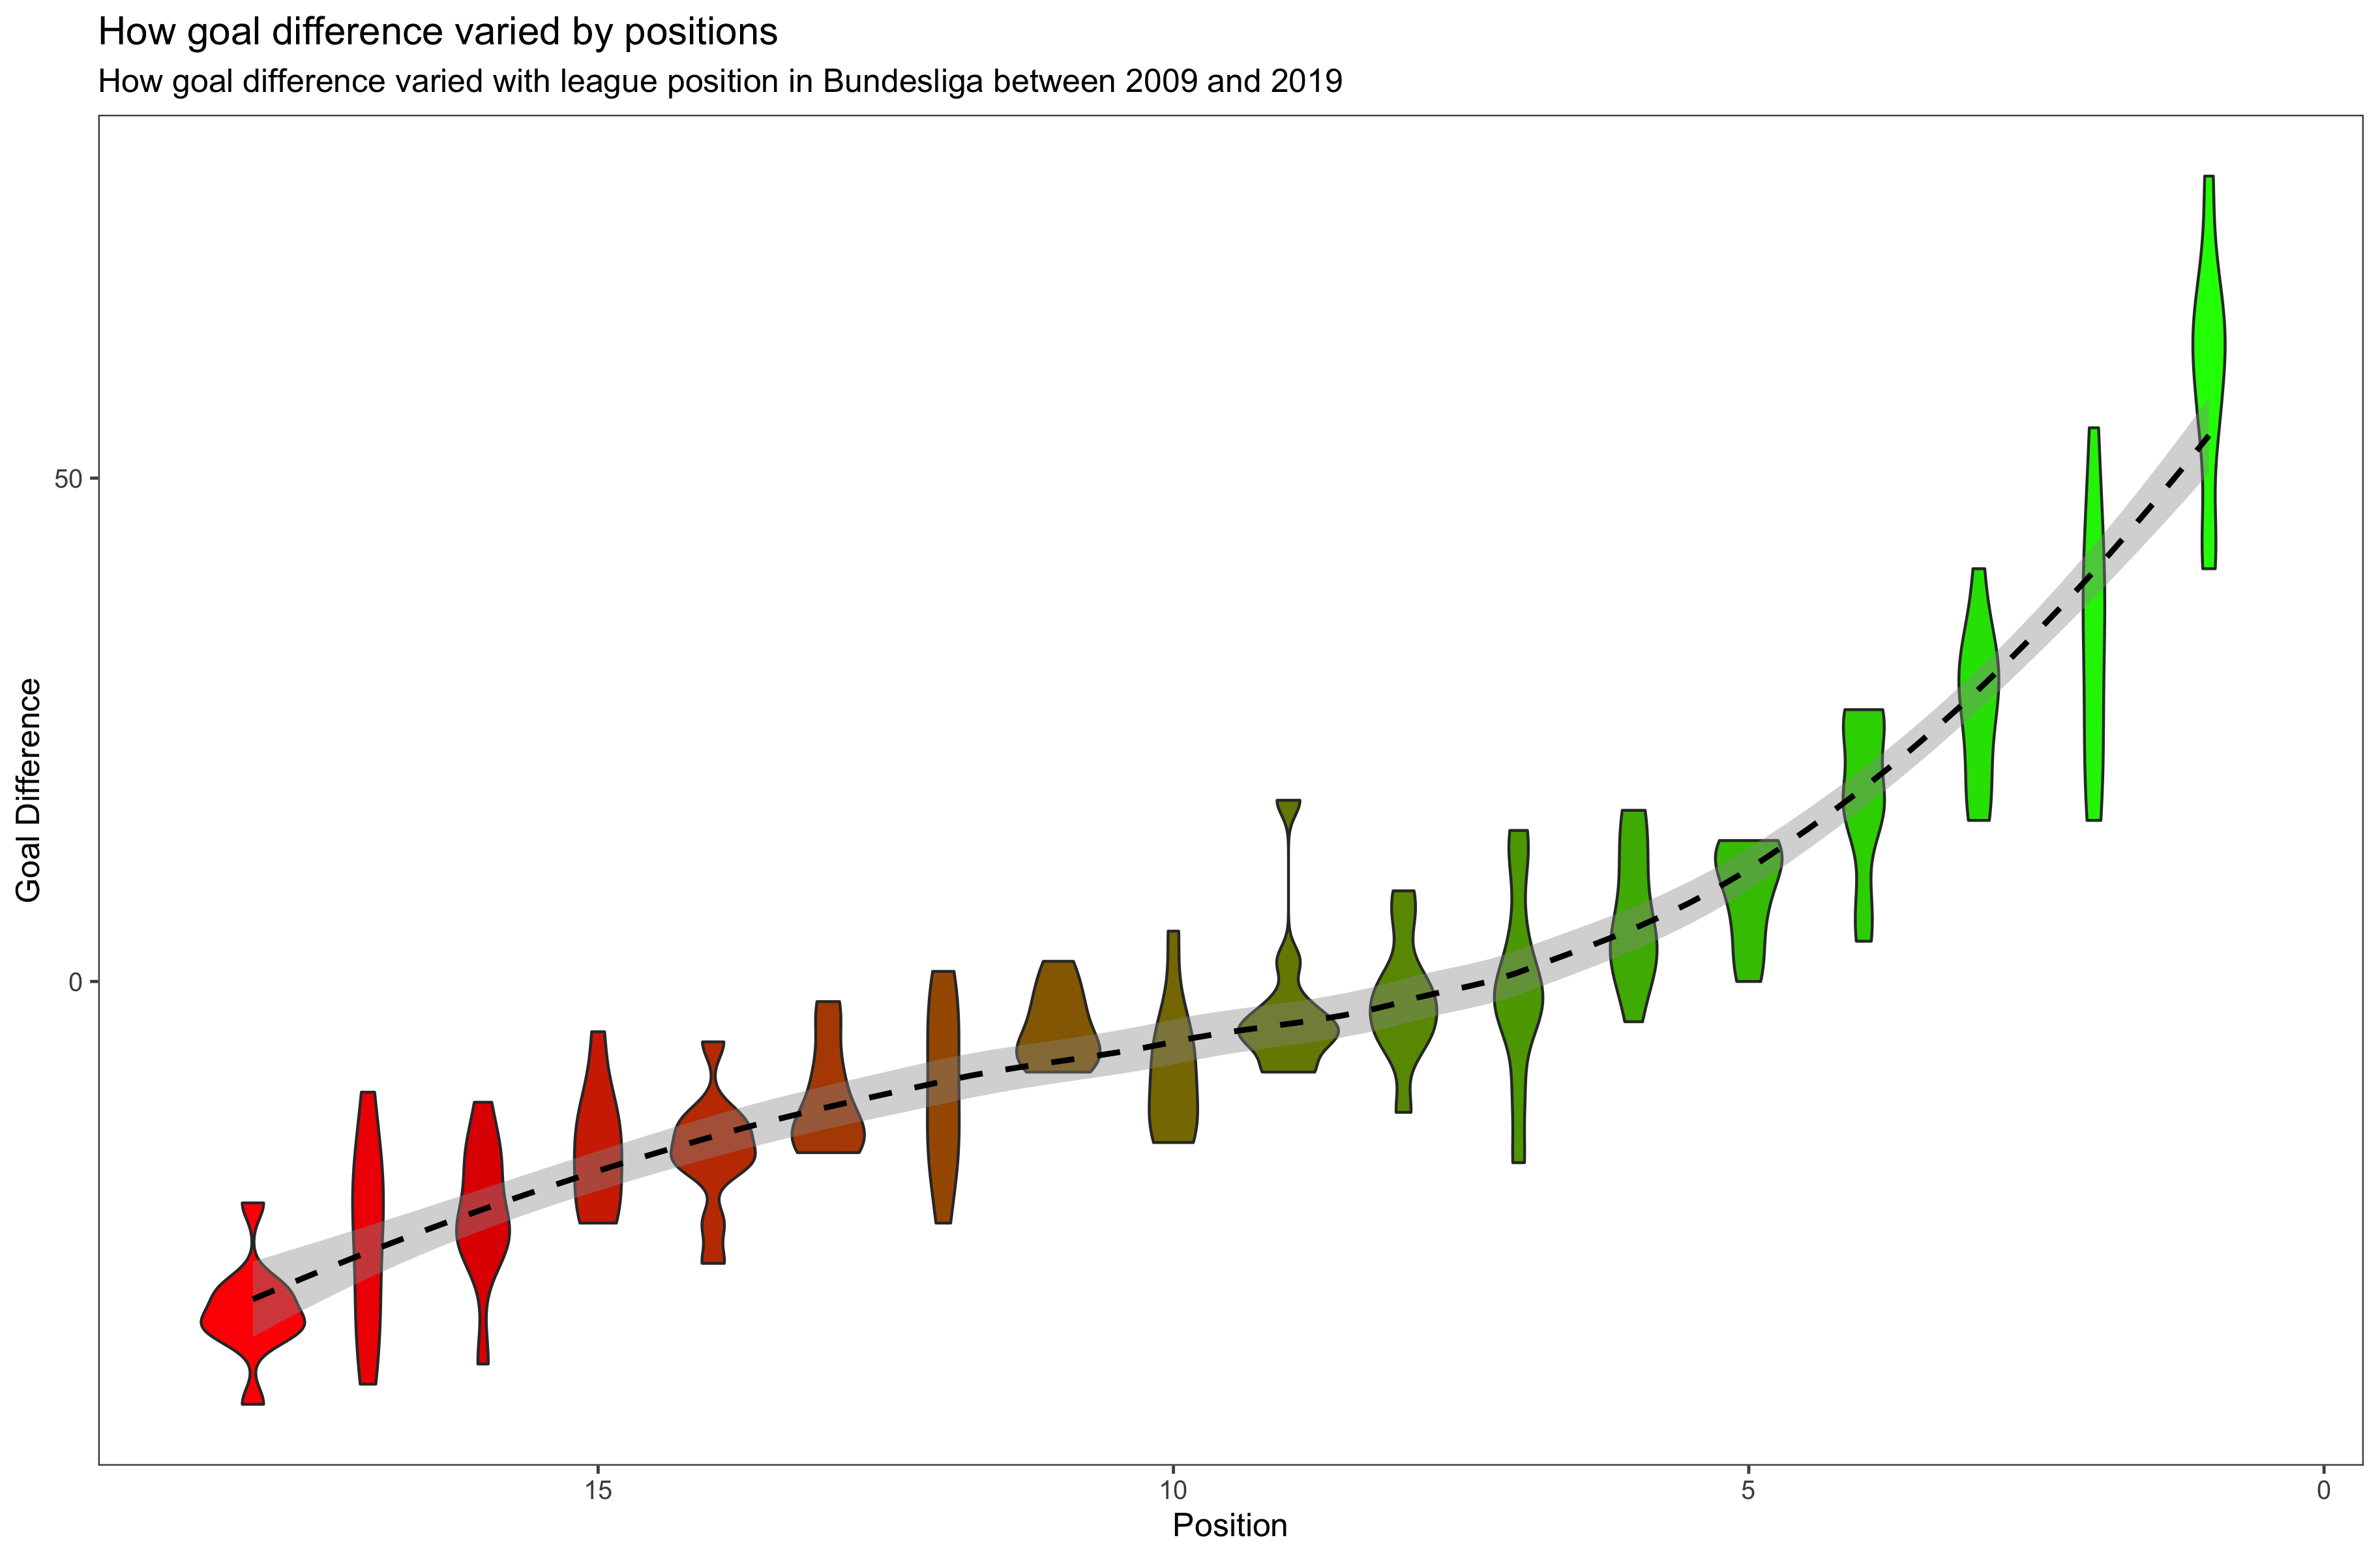 How goal difference varied by positions
How goal difference varied with league position in Bundesliga between 2009 and 2019
Goal Difference
50
0
15
10
5
0
Position